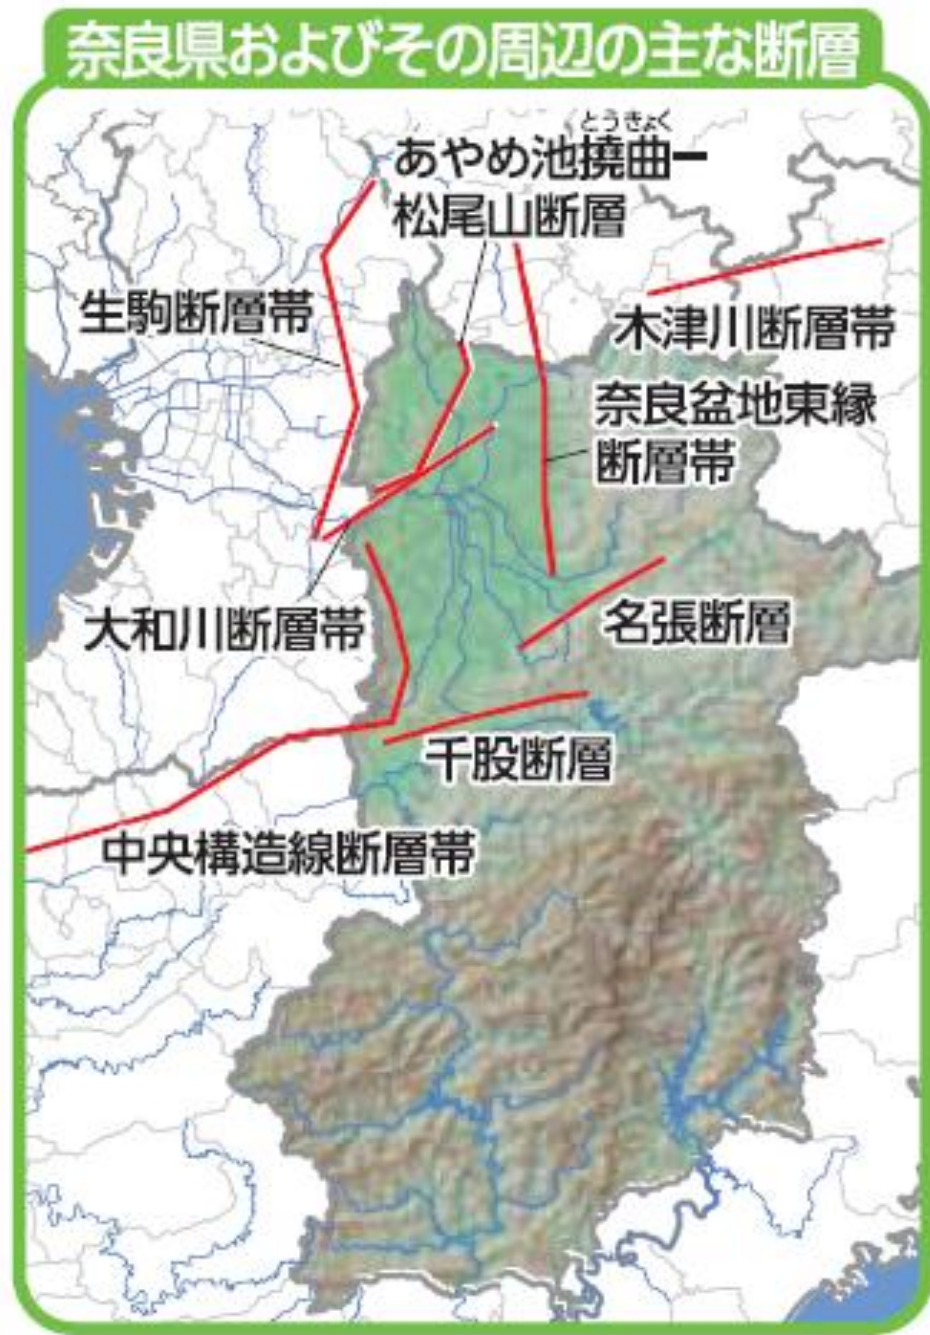 奈良県およびその周辺の主な断層
とうきょく
あやめ池撓曲ー
松尾山断層
生駒断層帯
木津川断層帯
奈良盆地東縁
断層帯
大和川断層帯
名張断層
千股断層
中央構造線断層帯